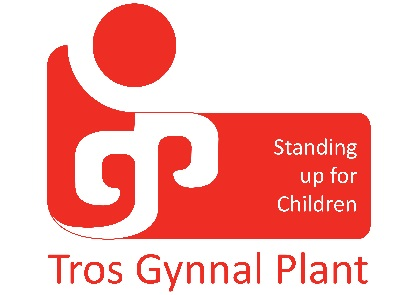 Standing
up for
Children
Tros Gynnal Plant